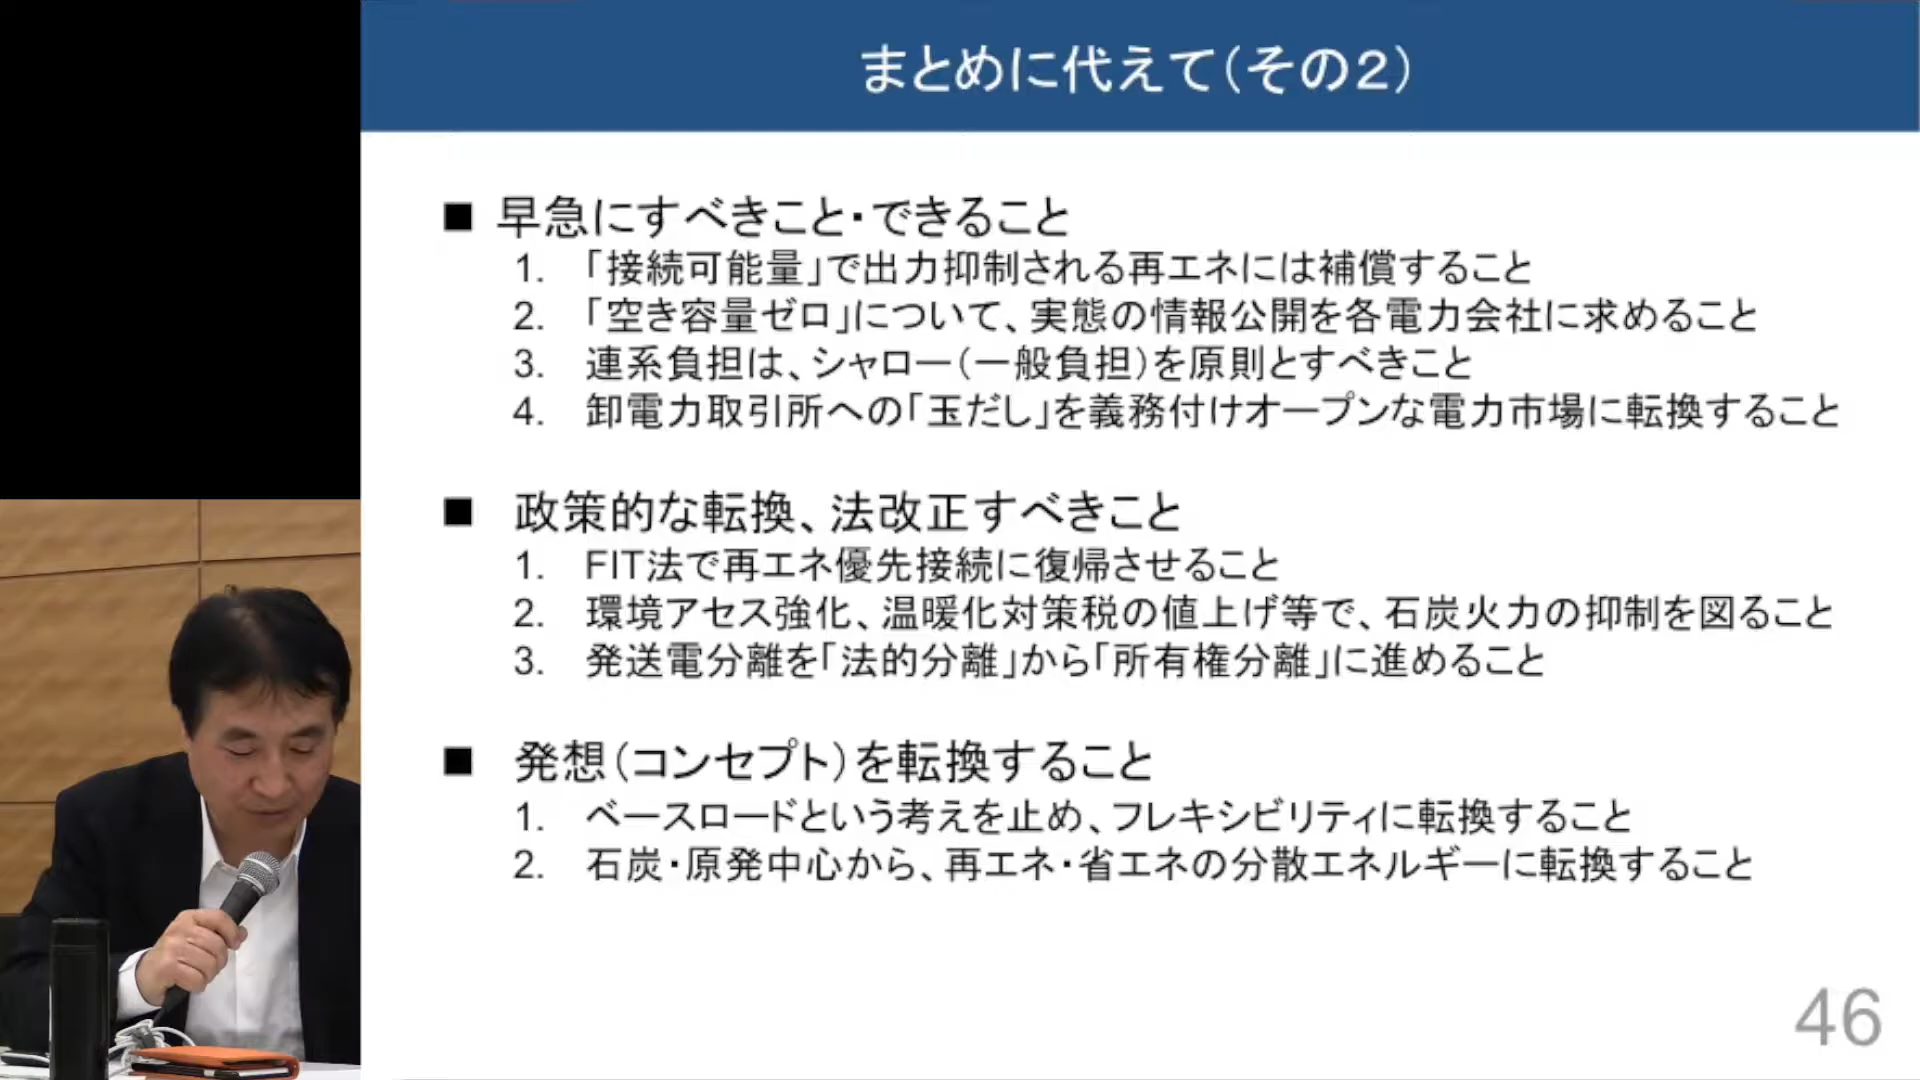 まとめに代えて（その２）
■ 早急にすべきこと・できること
1. 「接続可能量」で出力抑制される再エネには補償すること
2. 「空き容量ゼロ」について、実態の情報公開を各電力会社に求めること
3. 連系負担は、シャロー（一般負担）を原則とすべきこと
4. 卸電力取引所への「玉だし」を義務付けオープンな電力市場に転換すること
■ 政策的な転換、法改正すべきこと
1. FIT法で再エネ優先接続に復帰させること
2. 環境アセス強化、温暖化対策税の値上げ等で、石炭火力の抑制を図ること
3. 発送電分離を「法的分離」から「所有権分離」に進めること
■ 発想（コンセプト）を転換すること
1. ベースロードという考えを止め、フレキシビリティに転換すること
2. 石炭・原発中心から、再エネ・省エネの分散エネルギーに転換すること
46